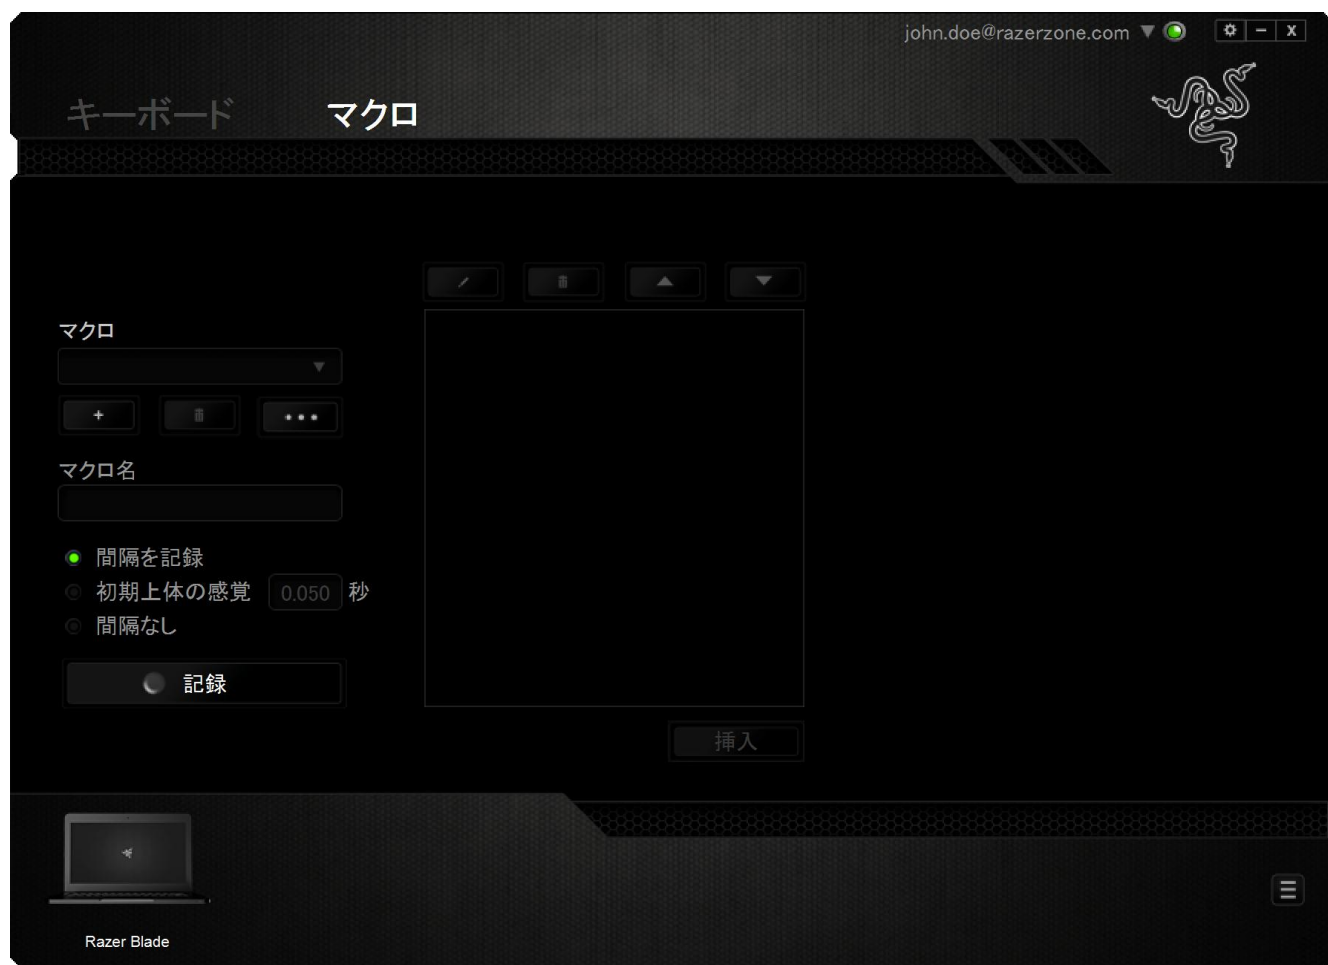 john.doe@razerzone.com
キーボード
マクロ
マクロ
マクロ名
間隔を記録
初期上体の感覚 0.050 秒
間隔なし
記録
挿入
Razer Blade